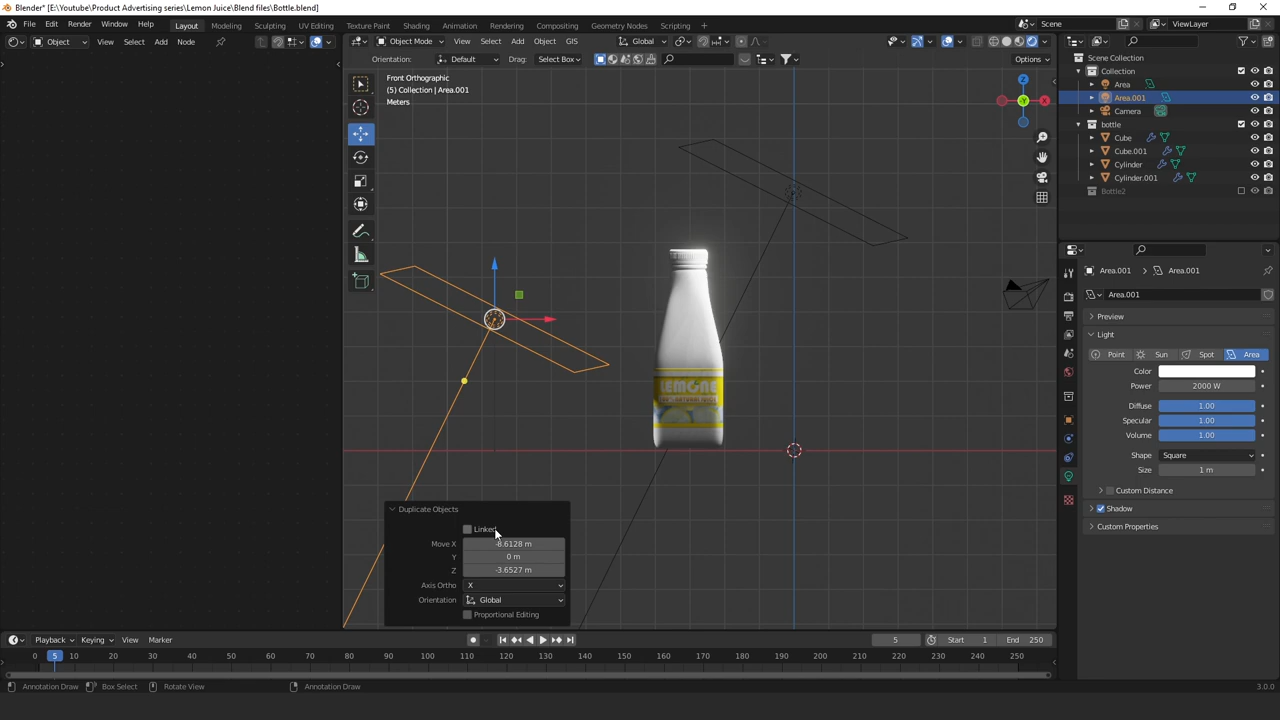 Blender* [E:\Youtube\Product Advertising series\Lemon Juice\Blend files\Bottle.blend]
File Edit Render Window Help Layout Modeling Sculpting UV Editing Texture Paint Shading Animation Rendering Compositing Geometry Nodes Scripting + Scene ViewLayer
Object View Select Add Node Object Mode View Select Add Object GIS Global
Orientation: Default Drag: Select Box Options
Front Orthographic
(5) Collection | Area.001
Meters
Z
Y
X
Scene Collection
Collection
Area
Area.001
Camera
bottle
Cube
Cube.001
Cylinder
Cylinder.001
Bottle2
Area.001 > Area.001
Area.001
Preview
Light
Point Sun Spot Area
Color
Power 2000 W
Diffuse 1.00
Specular 1.00
Volume 1.00
Shape Square
Size 1 m
Custom Distance
Shadow
Custom Properties
LEMONE
100% NATURAL JUICE
Duplicate Objects
Linked
Move X -8.6128 m
Y 0 m
Z -3.6527 m
Axis Ortho X
Orientation Global
Proportional Editing
Playback Keying View Marker 5 Start 1 End 250
0 5 10 20 30 40 50 60 70 80 90 100 110 120 130 140 150 160 170 180 190 200 210 220 230 240 250
Annotation Draw Box Select Rotate View Annotation Draw 3.0.0